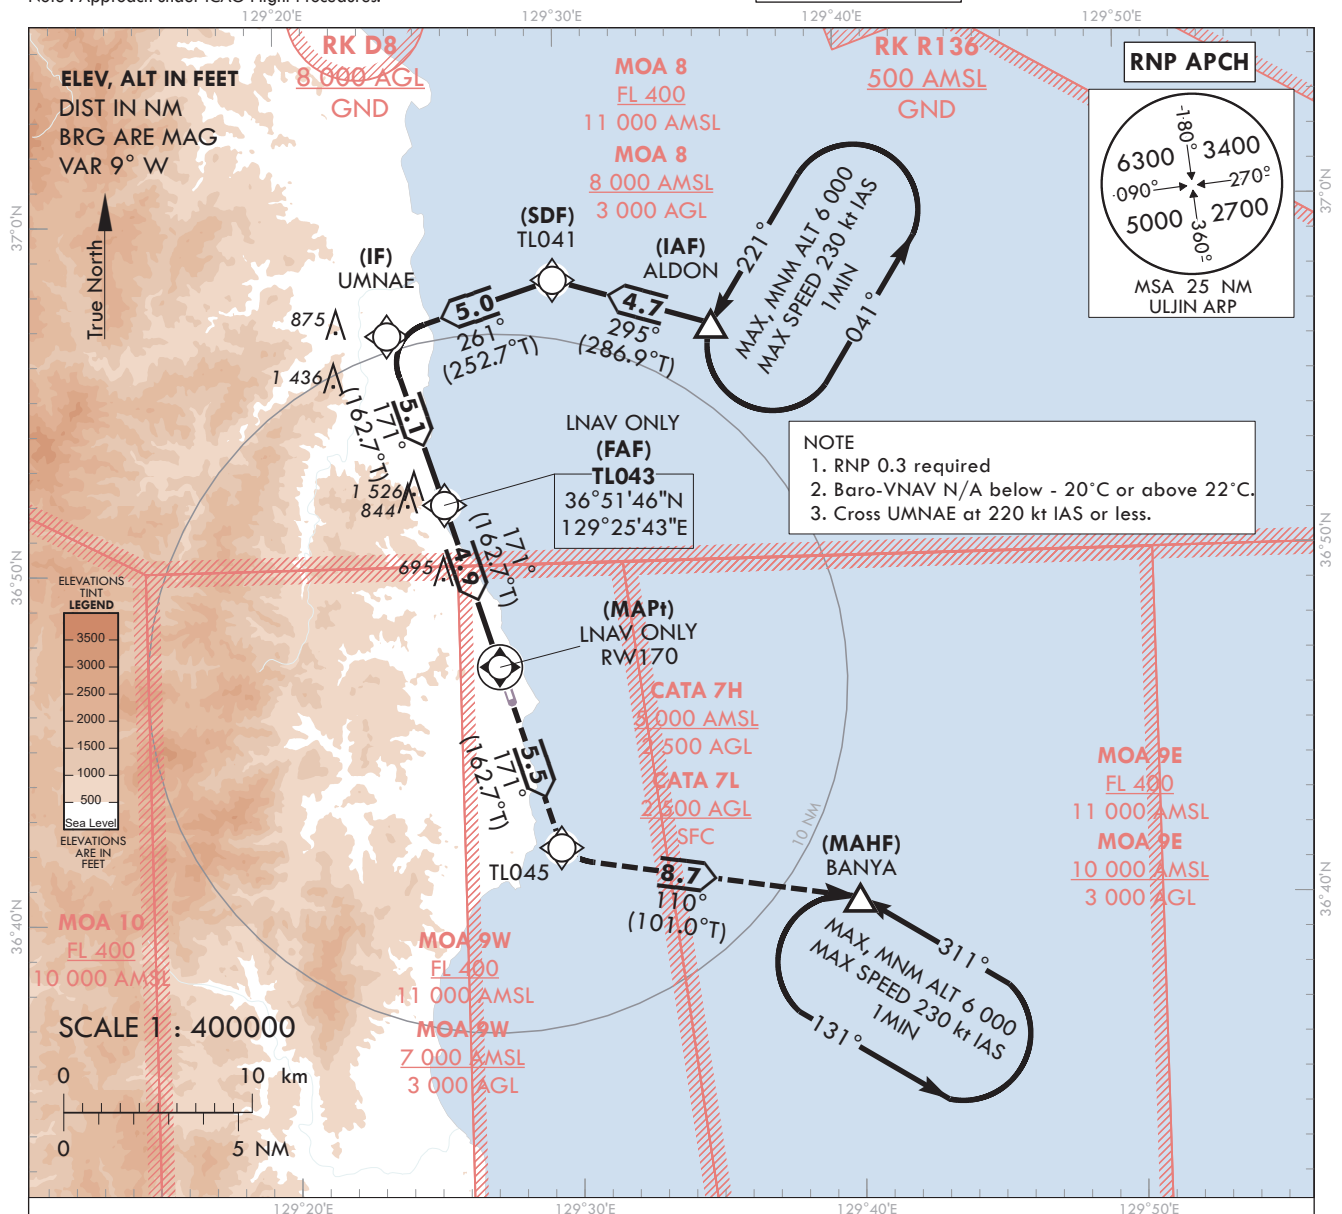 Note : Approach under ICAO Flight Procedures.
129°20'E
129°30'E
129°40'E
129°50'E
ELEV, ALT IN FEET
DIST IN NM
BRG ARE MAG
VAR 9° W
True North
RK D8
8 000 AGL
GND
MOA 8
FL 400
11 000 AMSL
MOA 8
8 000 AMSL
3 000 AGL
RK R136
500 AMSL
GND
RNP APCH
180°
6300
3400
090°
270°
5000
2700
360°
MSA 25 NM
ULJIN ARP
37°0'N
37°0'N
(SDF)
TL041
(IAF)
ALDON
(IF)
UMNAE
221°
MAX, MNM ALT 6 000
MAX SPEED 230 kt IAS
1MIN
041°
5.0
261°
(252.7°T)
4.7
295°
(286.9°T)
875
1 436
5.1
171°
(162.7°T)
1 526
844
LNAV ONLY
(FAF)
TL043
36°51'46"N
129°25'43"E
NOTE
1. RNP 0.3 required
2. Baro-VNAV N/A below - 20°C or above 22°C.
3. Cross UMNAE at 220 kt IAS or less.
36°50'N
36°50'N
695
4.9
171°
(162.7°T)
ELEVATIONS
TINT
LEGEND
3500
3000
2500
2000
1500
1000
500
Sea Level
ELEVATIONS
ARE IN
FEET
(MAPt)
LNAV ONLY
RW170
CATA 7H
5 000 AMSL
2 500 AGL
CATA 7L
2 500 AGL
SFC
5.5
171°
(162.7°T)
MOA 9E
FL 400
11 000 AMSL
MOA 9E
10 000 AMSL
3 000 AGL
10 NM
TL045
8.7
110°
(101.0°T)
(MAHF)
BANYA
311°
MAX, MNM ALT 6 000
MAX SPEED 230 kt IAS
1MIN
131°
36°40'N
36°40'N
MOA 10
FL 400
10 000 AMSL
MOA 9W
FL 400
11 000 AMSL
MOA 9W
7 000 AMSL
3 000 AGL
SCALE 1 : 400000
0
10 km
0
5 NM
129°20'E
129°30'E
129°40'E
129°50'E